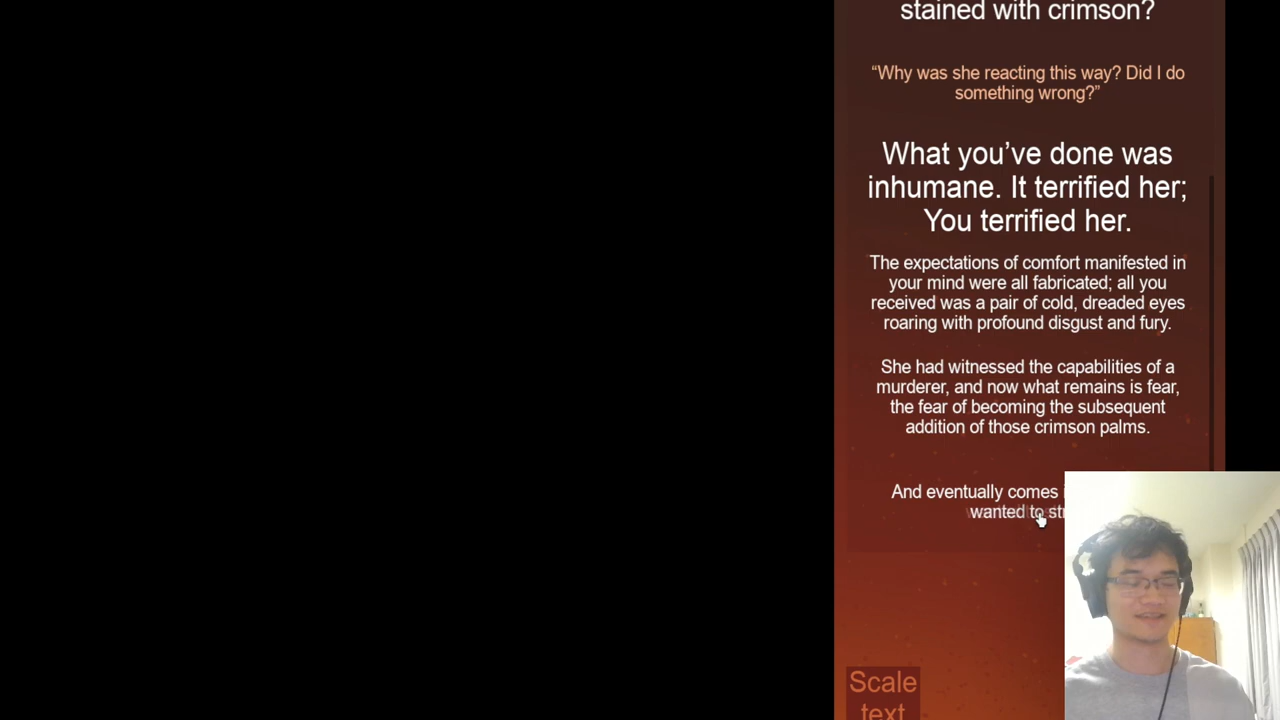 stained with crimson?
“Why was she reacting this way? Did I do
something wrong?”
What you’ve done was
inhumane. It terrified her;
You terrified her.
The expectations of comfort manifested in
your mind were all fabricated; all you
received was a pair of cold, dreaded eyes
roaring with profound disgust and fury.
She had witnessed the capabilities of a
murderer, and now what remains is fear,
the fear of becoming the subsequent
addition of those crimson palms.
And eventually comes
wanted to
Scale
text